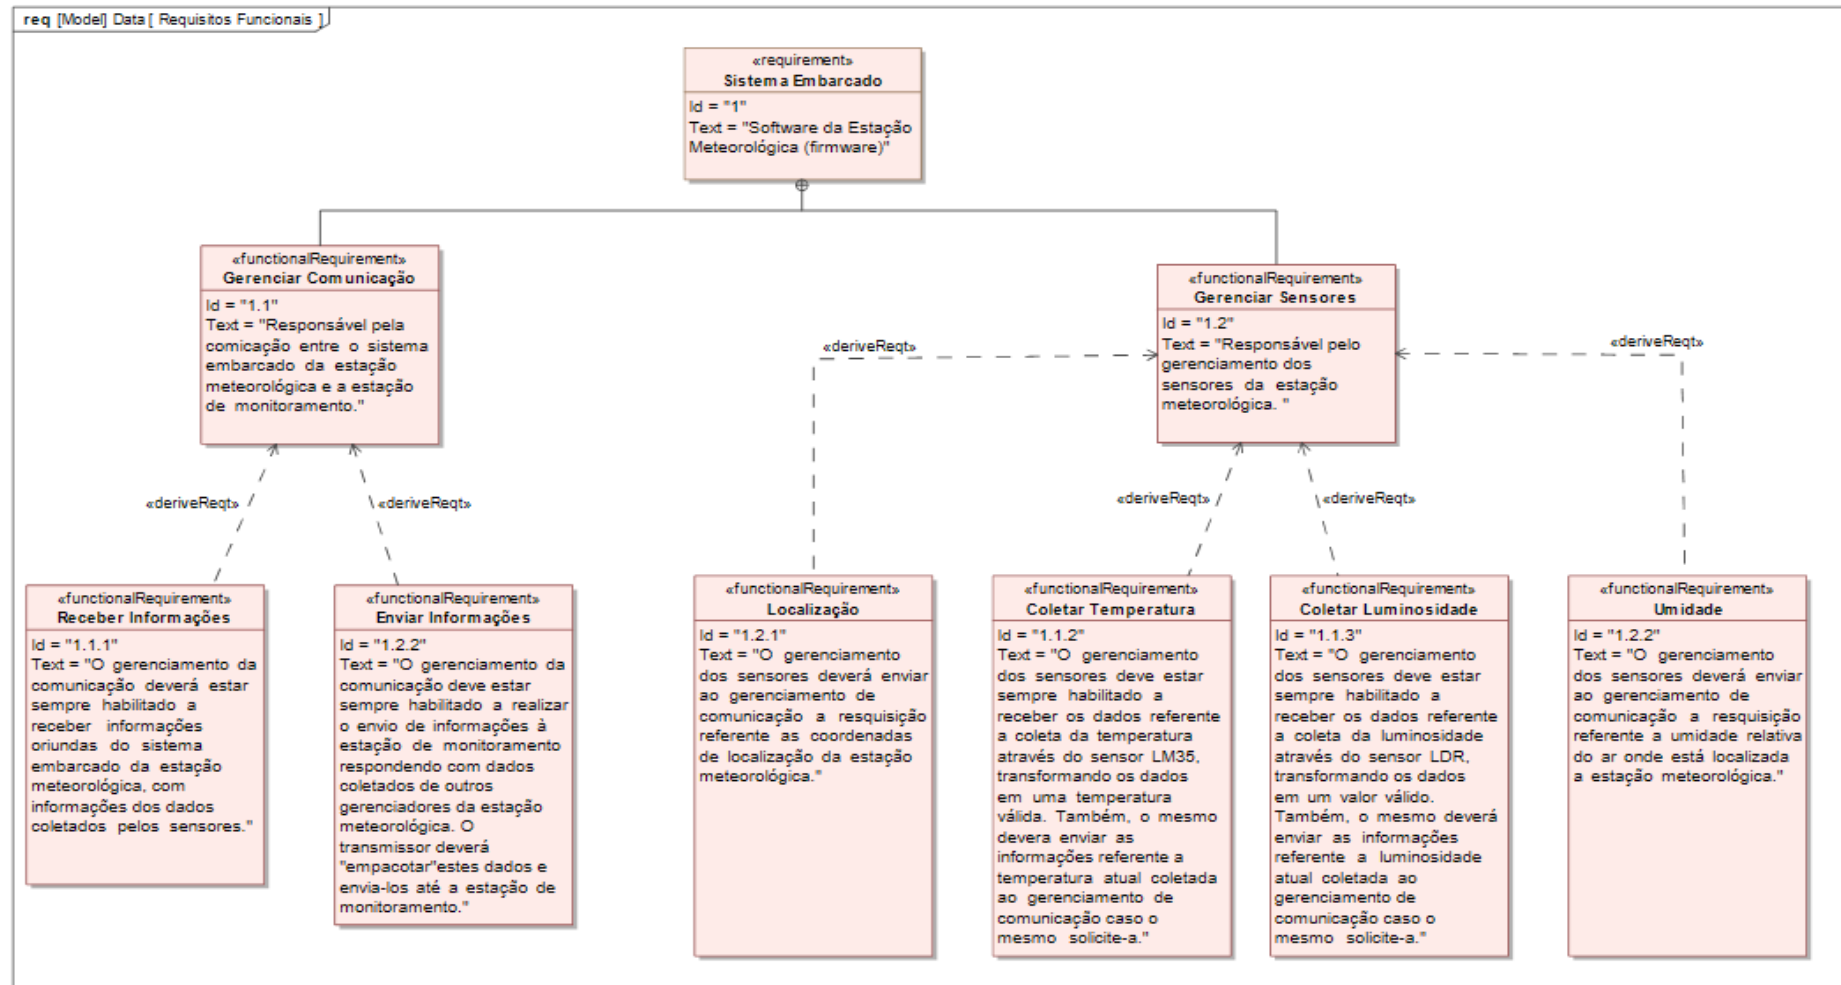 req [Model] Data [ Requisitos Funcionais ]
«requirement»
Sistema Embarcado
Id = "1"
Text = "Software da Estação
Meteorológica (firmware)"
«functionalRequirement»
Gerenciar Comunicação
Id = "1.1"
Text = "Responsável pela
comicação entre o sistema
embarcado da estação
meteorológica e a estação
de monitoramento."
«functionalRequirement»
Gerenciar Sensores
Id = "1.2"
Text = "Responsável pelo
gerenciamento dos
sensores da estação
meteorológica. "
«deriveReqt»
«deriveReqt»
«deriveReqt»
«deriveReqt»
«deriveReqt»
«deriveReqt»
«functionalRequirement»
Receber Informações
Id = "1.1.1"
Text = "O gerenciamento da
comunicação deverá estar
sempre habilitado a
receber informações
oriundas do sistema
embarcado da estação
meteorológica, com
informações dos dados
coletados pelos sensores."
«functionalRequirement»
Enviar Informações
Id = "1.2.2"
Text = "O gerenciamento da
comunicação deve estar
sempre habilitado a realizar
o envio de informações à
estação de monitoramento
respondendo com dados
coletados de outros
gerenciadores da estação
meteorológica. O
transmissor deverá
"empacotar"estes dados e
envia-los até a estação de
monitoramento."
«functionalRequirement»
Localização
Id = "1.2.1"
Text = "O gerenciamento
dos sensores deverá enviar
ao gerenciamento de
comunicação a resquisição
referente as coordenadas
de localização da estação
meteorológica."
«functionalRequirement»
Coletar Temperatura
Id = "1.1.2"
Text = "O gerenciamento
dos sensores deve estar
sempre habilitado a
receber os dados referente
a coleta da temperatura
através do sensor LM35,
transformando os dados
em uma temperatura
válida. Também, o mesmo
devera enviar as
informações referente a
temperatura atual coletada
ao gerenciamento de
comunicação caso o
mesmo solicite-a."
«functionalRequirement»
Coletar Luminosidade
Id = "1.1.3"
Text = "O gerenciamento
dos sensores deve estar
sempre habilitado a
receber os dados referente
a coleta da luminosidade
através do sensor LDR,
transformando os dados
em um valor válido.
Também, o mesmo deverá
enviar as informações
referente a luminosidade
atual coletada ao
gerenciamento de
comunicação caso o
mesmo solicite-a."
«functionalRequirement»
Umidade
Id = "1.2.2"
Text = "O gerenciamento
dos sensores deverá enviar
ao gerenciamento de
comunicação a resquisição
referente a umidade relativa
do ar onde está localizada
a estação meteorológica."